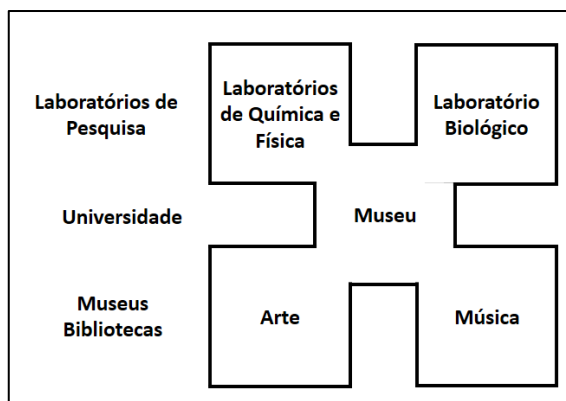 Laboratórios de
Pesquisa
Laboratórios
de Química e
Física
Laboratório
Biológico
Universidade
Museu
Museus
Bibliotecas
Arte
Música